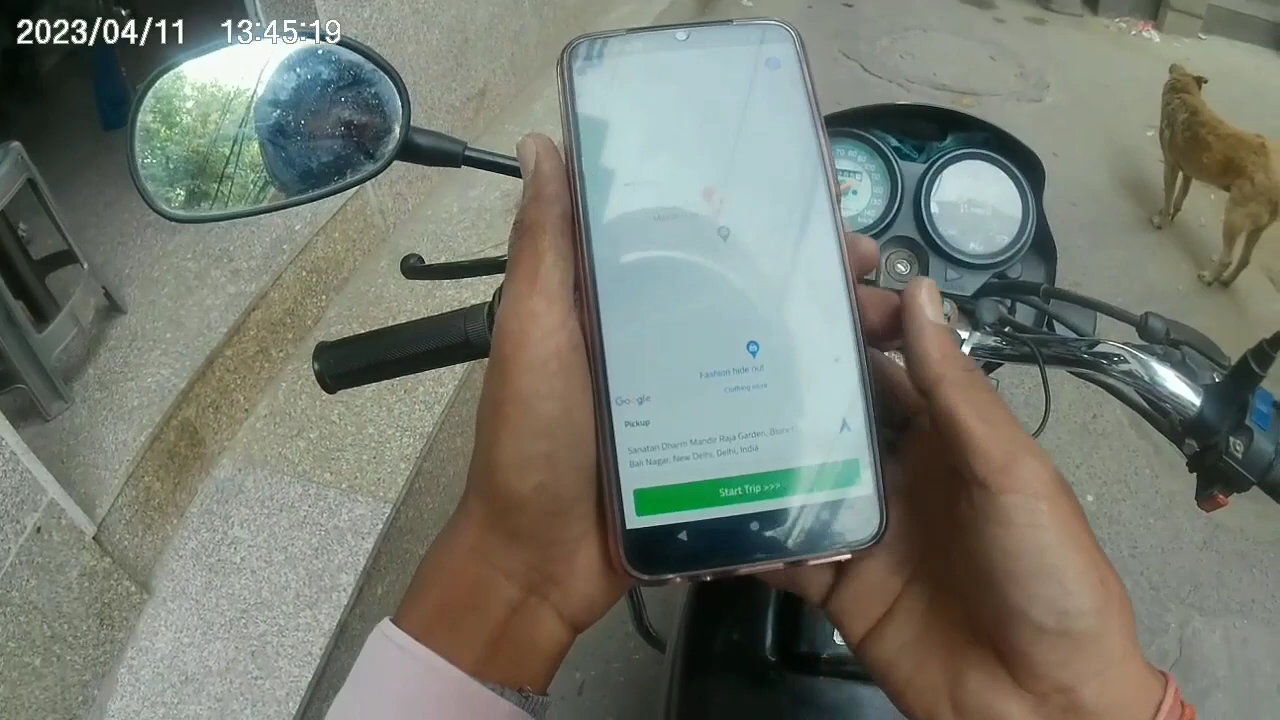 2023/04/11 13:45:19
Fashion hide out
Clothing store
Google
Pickup
Sanatan Dharm Mandir Raja Garden,
Bali Nagar, New Delhi, Delhi, India
Start Trip >>>